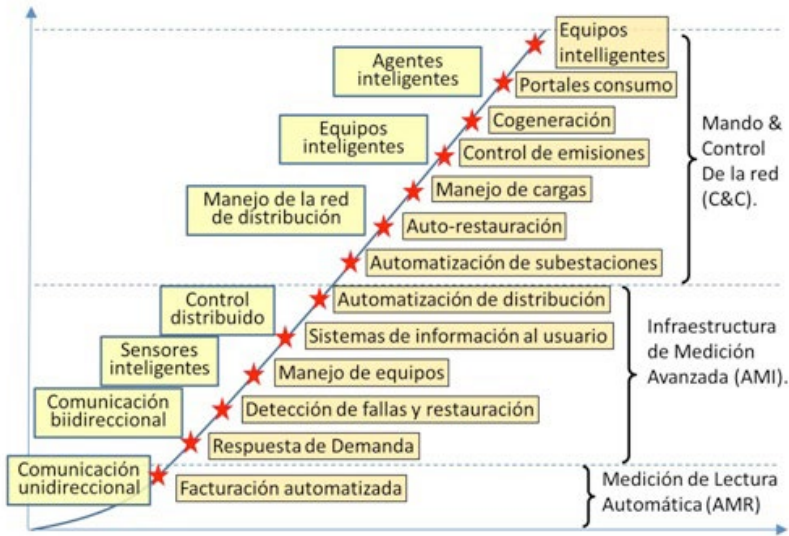 Equipos
intelligentes
Agentes
inteligentes
Portales consumo
Cogeneración
Equipos
inteligentes
Control de emisiones
Mando &
Control
De la red
(C&C).
Manejo de cargas
Manejo de la red
de distribución
Auto-restauración
Automatización de subestaciones
Control
distribuido
Automatización de distribución
Sistemas de información al usuario
Infraestructura
de Medición
Avanzada (AMI).
Sensores
inteligentes
Manejo de equipos
Comunicación
biidireccional
Detección de fallas y restauración
Respuesta de Demanda
Comunicación
unidireccional
Facturación automatizada
Medición de Lectura
Automática (AMR)